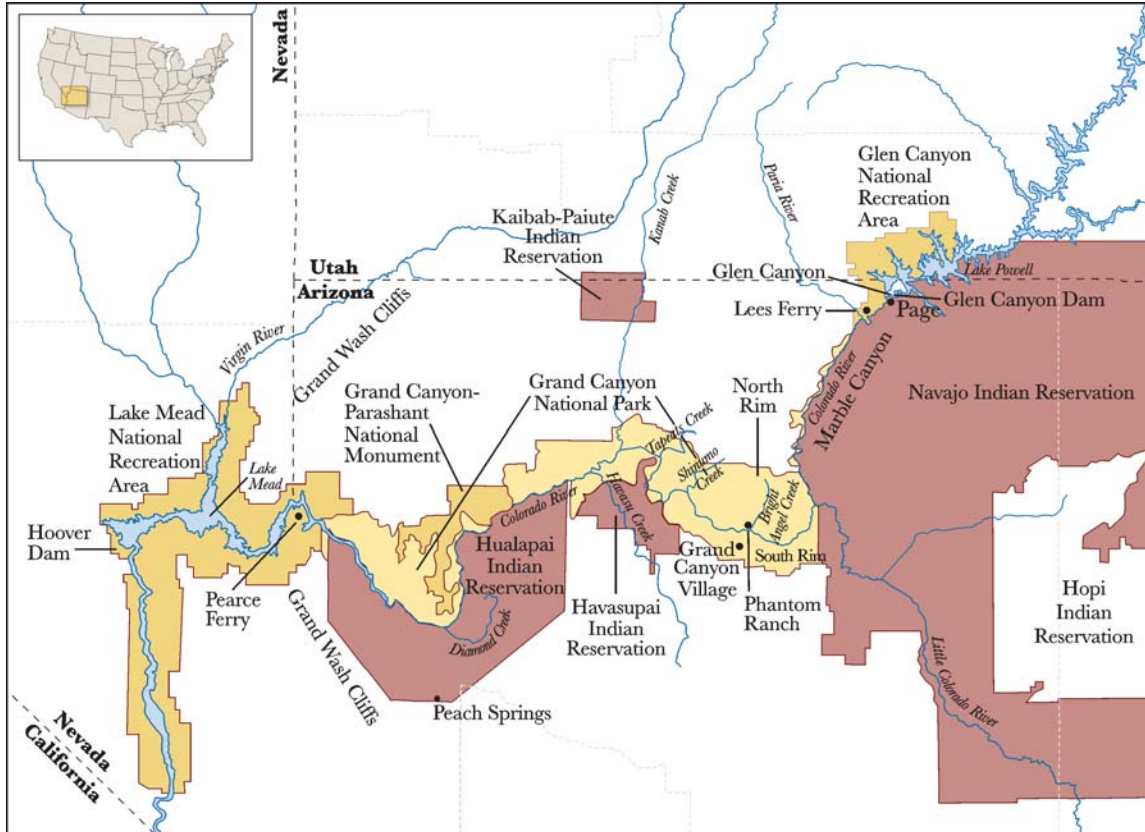 Nevada
Utah
Arizona
Virgin River
Grand Wash Cliffs
Kaibab-Paiute
Indian
Reservation
Kanab Creek
Paria River
Glen Canyon
National
Recreation
Area
Glen Canyon
Lake Powell
Glen Canyon Dam
Lees Ferry
Page
Colorado River
Marble Canyon
Navajo Indian Reservation
Lake Mead
National
Recreation
Area
Lake
Mead
Hoover
Dam
Pearce
Ferry
Grand Canyon-
Parashant
National
Monument
Grand Canyon
National Park
North
Rim
Tapeats Creek
Shinumo
Creek
Bright
Angel Creek
Colorado River
Havasu Creek
Hualapai
Indian
Reservation
Diamond Creek
Grand Wash Cliffs
Peach Springs
Havasupai
Indian
Reservation
Grand
Canyon
Village
South Rim
Phantom
Ranch
Hopi
Indian
Reservation
Little Colorado River
Nevada
California